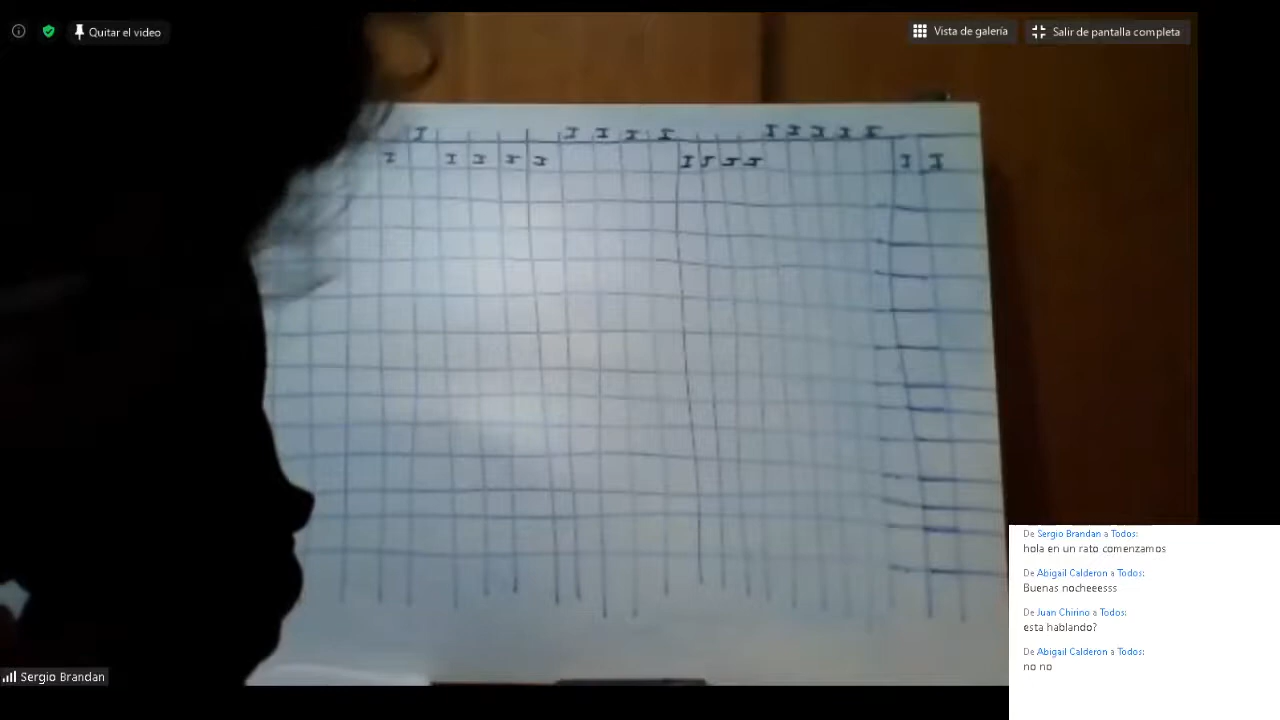 Quitar el video
Vista de galería
Salir de pantalla completa
I I I I I I I I I I
I I I I I I I I I I I
De Sergio Brandan a Todos:
hola en un rato comenzamos
De Abigail Calderon a Todos:
Buenas nocheeesss
De Juan Chirino a Todos:
esta hablando?
De Abigail Calderon a Todos:
no no
Sergio Brandan